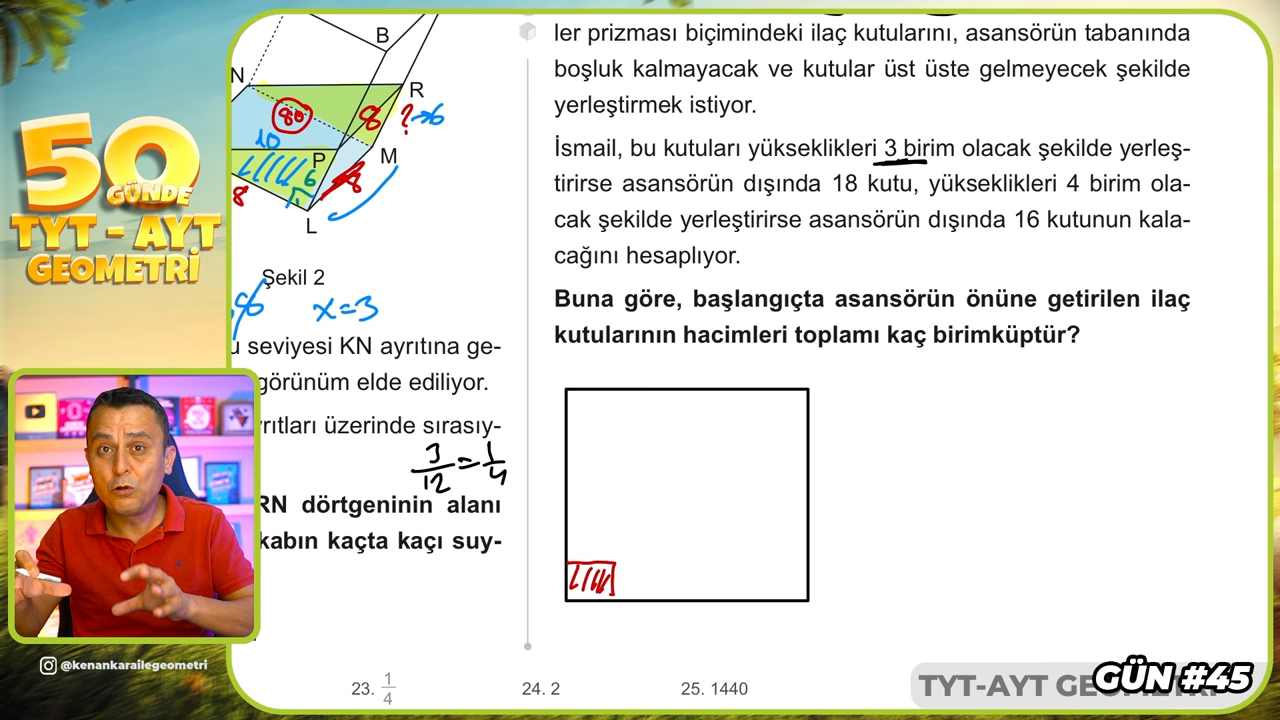 50
GÜNDE
TYT - AYT
GEOMETRİ
B
N
R
80
8
?→6
10
P
M
6
8
8
L
Şekil 2
x=3
u seviyesi KN ayrıtına ge-
görünüm elde ediliyor.
yrıtları üzerinde sırasıy-
3/12 = 1/4
RN dörtgeninin alanı
kabın kaçta kaçı suy-
ler prizması biçimindeki ilaç kutularını, asansörün tabanında
boşluk kalmayacak ve kutular üst üste gelmeyecek şekilde
yerleştirmek istiyor.
İsmail, bu kutuları yükseklikleri 3 birim olacak şekilde yerleş-
tirirse asansörün dışında 18 kutu, yükseklikleri 4 birim ola-
cak şekilde yerleştirirse asansörün dışında 16 kutunun kala-
cağını hesaplıyor.
Buna göre, başlangıçta asansörün önüne getirilen ilaç
kutularının hacimleri toplamı kaç birimküptür?
@kenankarailegeometri
23. 1/4
24. 2
25. 1440
TYT-AYT GEOMETRİ
GÜN #45